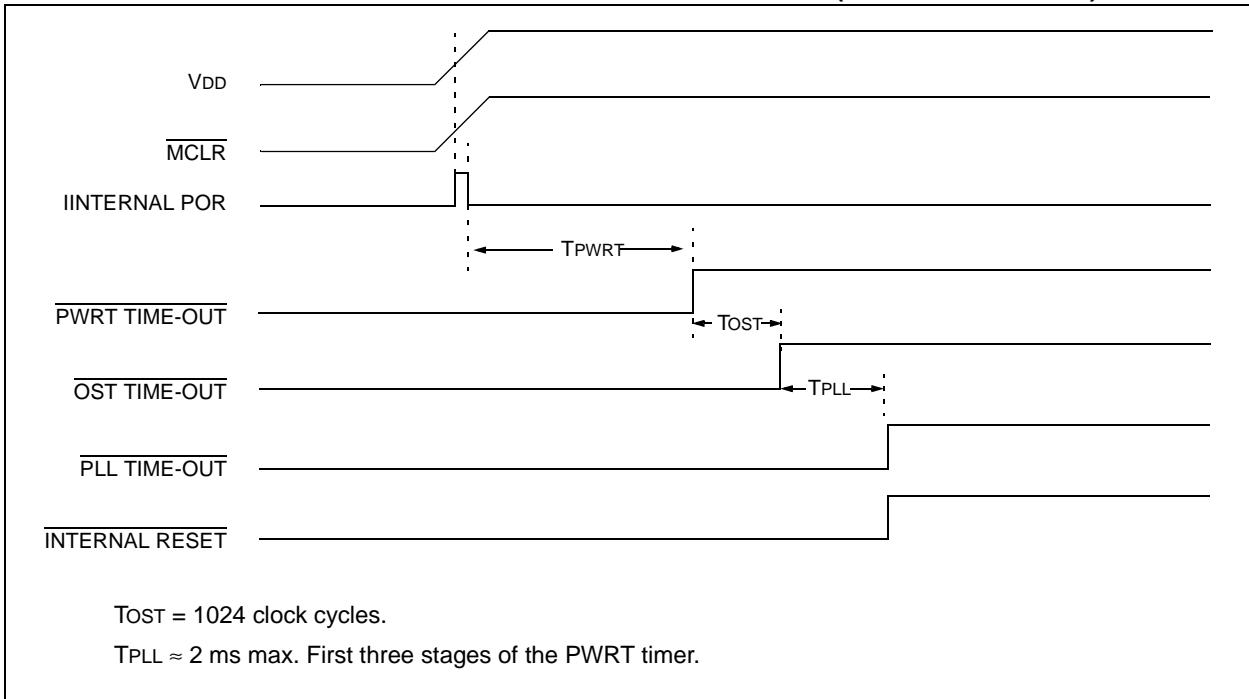 VDD
MCLR
IINTERNAL POR
TPWRT
PWRT TIME-OUT
TOST
OST TIME-OUT
TPLL
PLL TIME-OUT
INTERNAL RESET
TOST = 1024 clock cycles.
TPLL ≈ 2 ms max. First three stages of the PWRT timer.